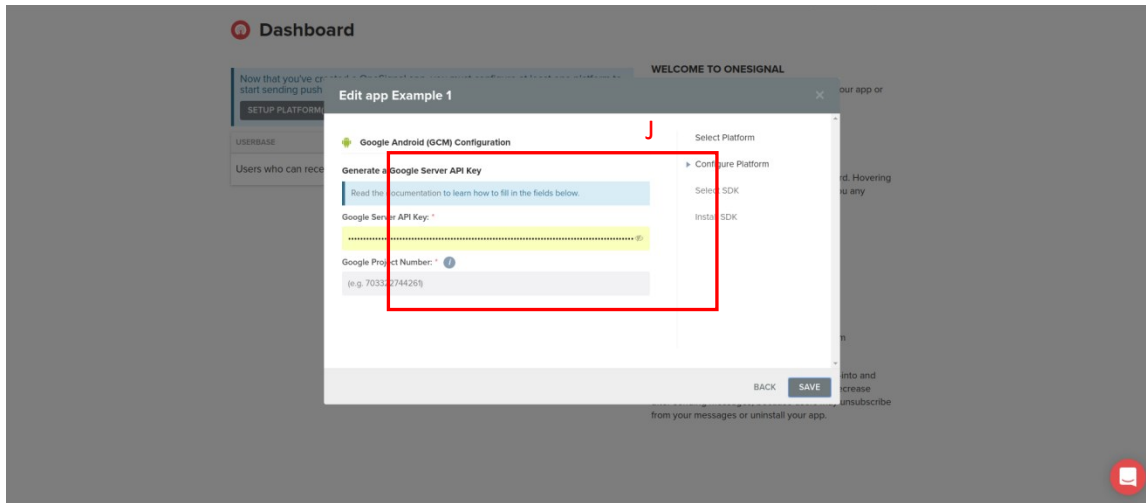 Dashboard
WELCOME TO ONESIGNAL
Now that you've cr
start sending push
our app or
SETUP PLATFORM
Edit app Example 1
×
J
USERBASE
Users who can rece
Google Android (GCM) Configuration
Generate a Google Server API Key
Read the documentation to learn how to fill in the fields below.
Google Server API Key: *
Google Project Number: *
(e.g. 703322744261)
Select Platform
Configure Platform
Select SDK
Install SDK
rd. Hovering
u any
m
BACK
SAVE
into and
crease
unsubscribe
from your messages or uninstall your app.